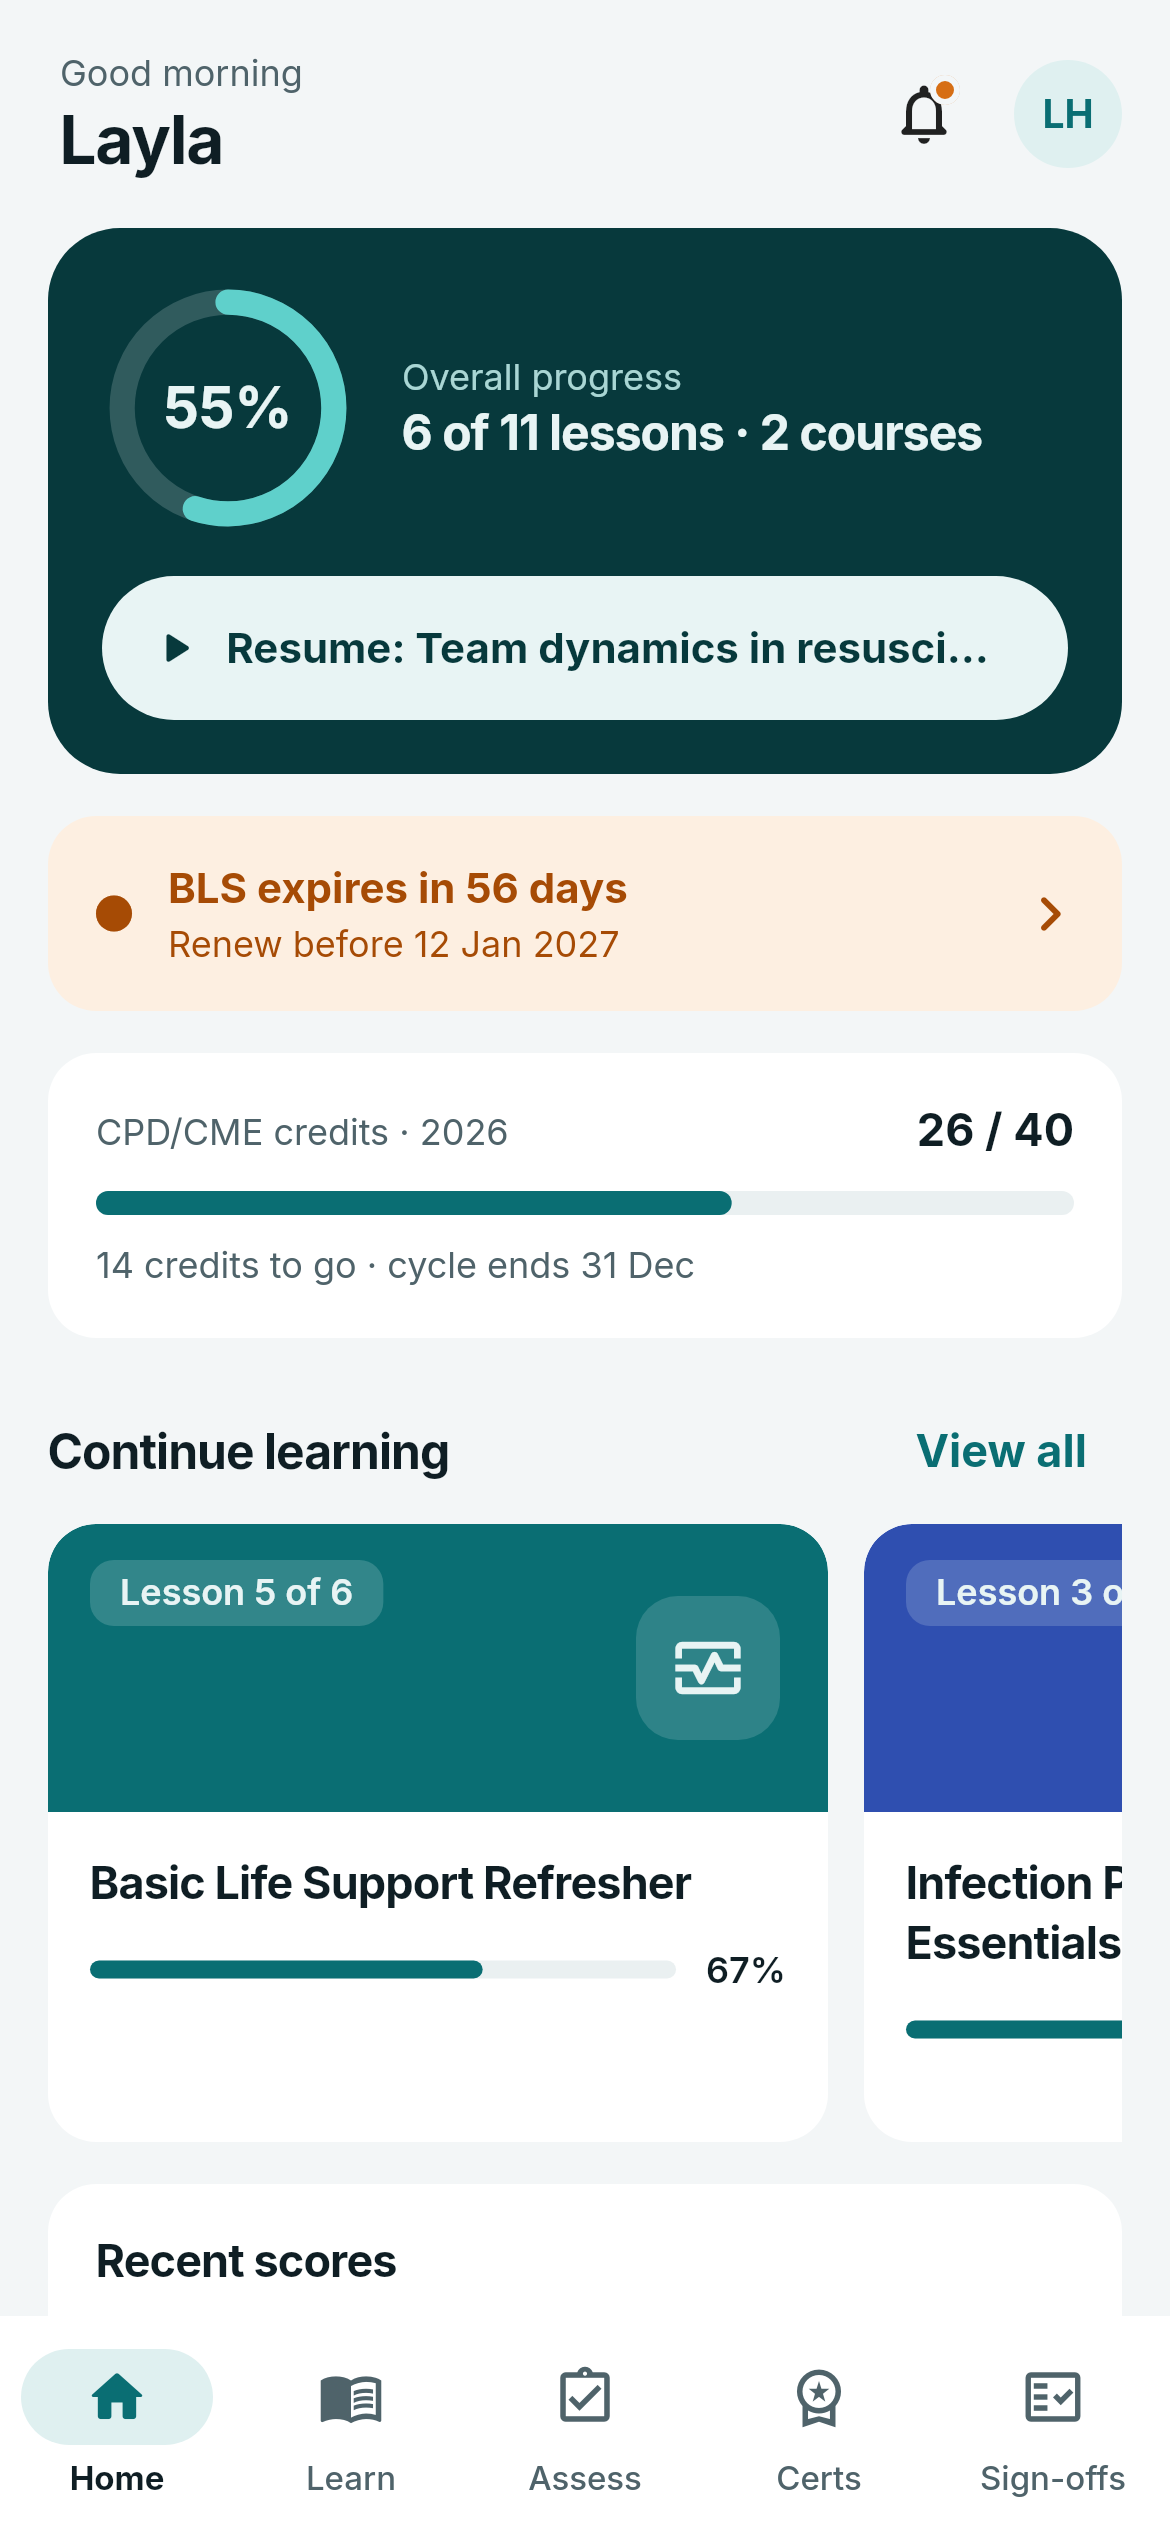 Good morning
Layla
LH
55%
Overall progress
6 of 11 lessons · 2 courses
Resume: Team dynamics in resusci...
BLS expires in 56 days
Renew before 12 Jan 2027
CPD/CME credits · 2026
26 / 40
14 credits to go · cycle ends 31 Dec
Continue learning
View all
Lesson 5 of 6
Lesson 3 o
Basic Life Support Refresher
67%
Infection P
Essentials
Recent scores
Home
Learn
Assess
Certs
Sign-offs